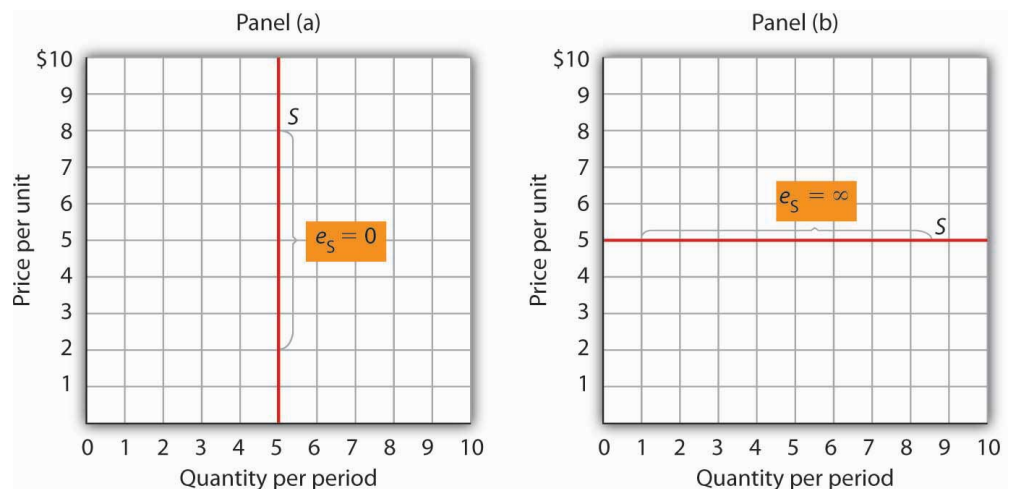 Panel (a)
$10
9
8
7
6
5
4
3
2
1
0 1 2 3 4 5 6 7 8 9 10
Price per unit
Quantity per period
S
eS = 0
Panel (b)
$10
9
8
7
6
5
4
3
2
1
0 1 2 3 4 5 6 7 8 9 10
Price per unit
Quantity per period
eS = ∞
S